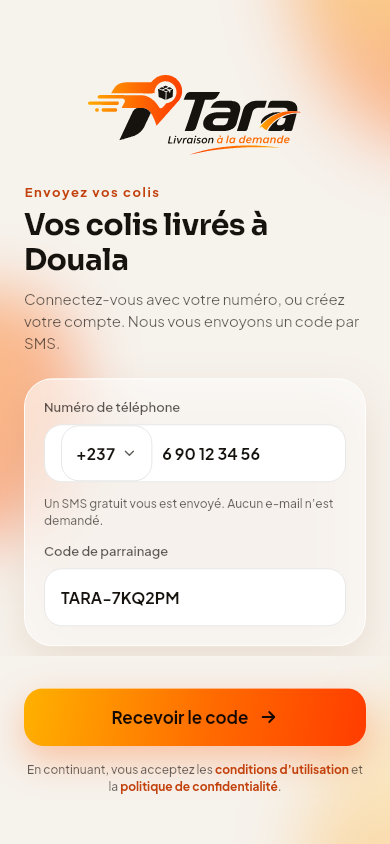 Tara
Livraison à la demande
Envoyez vos colis
Vos colis livrés à
Douala
Connectez-vous avec votre numéro, ou créez
votre compte. Nous vous envoyons un code par
SMS.
Numéro de téléphone
+237 6 90 12 34 56
Un SMS gratuit vous est envoyé. Aucun e-mail n'est
demandé.
Code de parrainage
TARA-7KQ2PM
Recevoir le code →
En continuant, vous acceptez les conditions d'utilisation et
la politique de confidentialité.